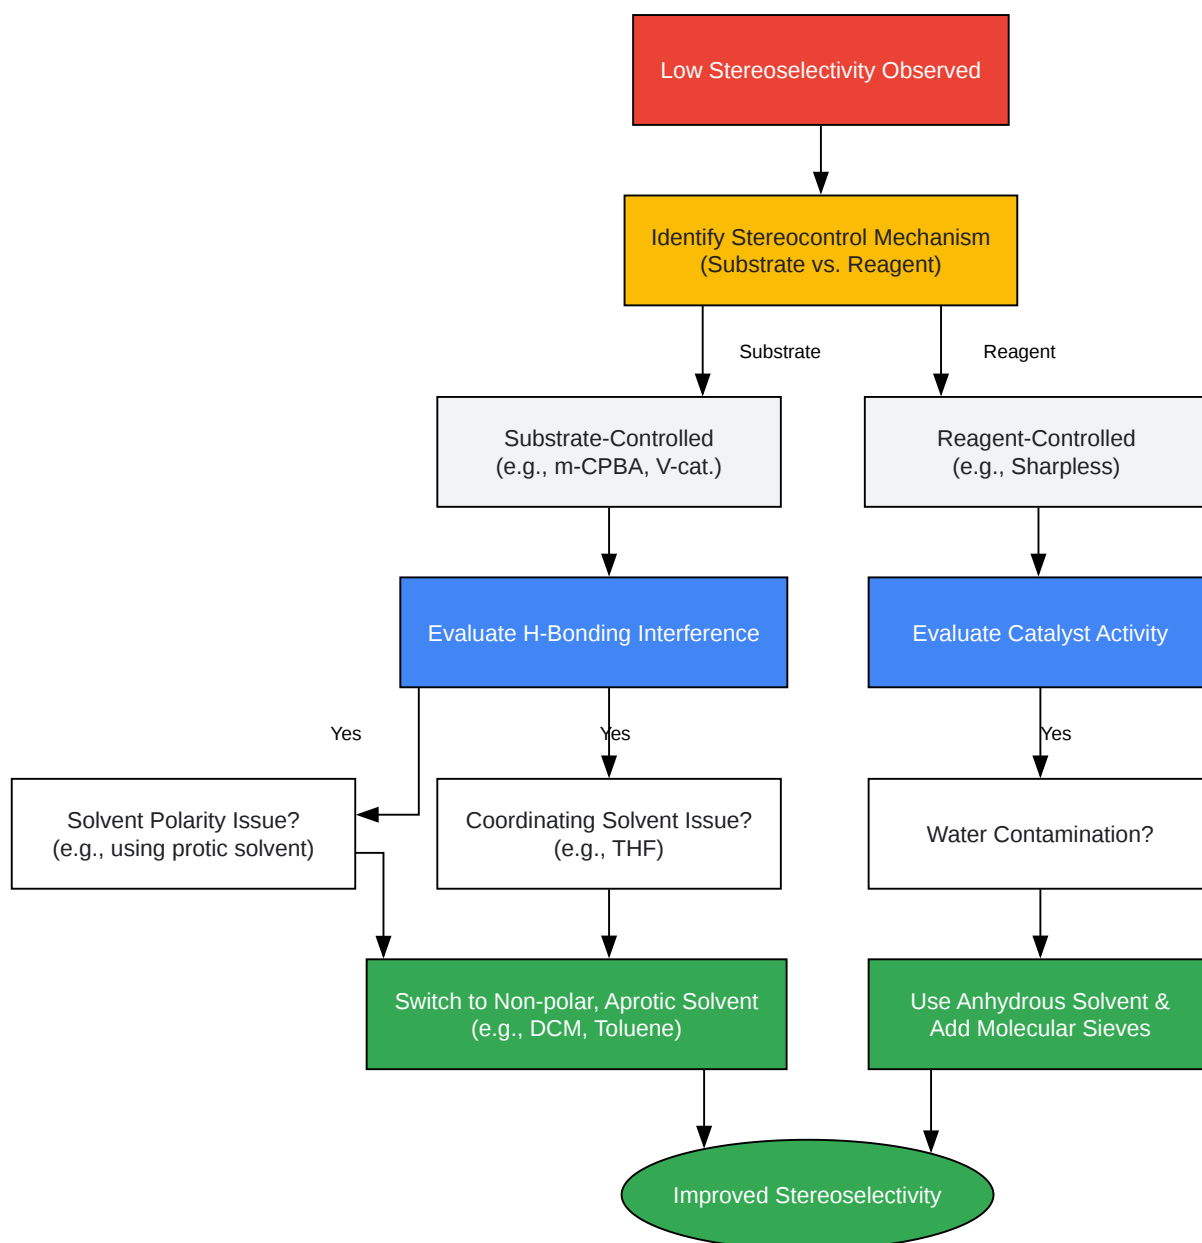 Low Stereoselectivity Observed
Identify Stereocontrol Mechanism
(Substrate vs. Reagent)
Substrate
Reagent
Substrate-Controlled
(e.g., m-CPBA, V-cat.)
Reagent-Controlled
(e.g., Sharpless)
Evaluate H-Bonding Interference
Evaluate Catalyst Activity
Yes
Yes
Yes
Solvent Polarity Issue?
(e.g., using protic solvent)
Coordinating Solvent Issue?
(e.g., THF)
Water Contamination?
Switch to Non-polar, Aprotic Solvent
(e.g., DCM, Toluene)
Use Anhydrous Solvent &
Add Molecular Sieves
Improved Stereoselectivity